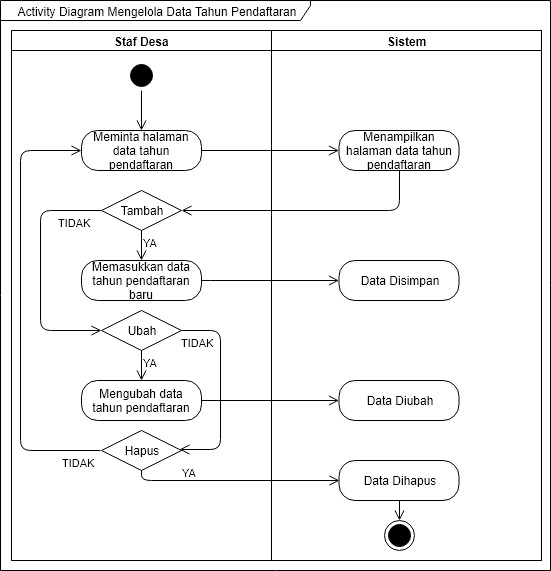 Activity Diagram Mengelola Data Tahun Pendaftaran
Staf Desa
Sistem
Meminta halaman
data tahun
pendaftaran
Menampilkan
halaman data tahun
pendaftaran
Tambah
TIDAK
YA
Memasukkan data
tahun pendaftaran
baru
Data Disimpan
Ubah
TIDAK
YA
Mengubah data
tahun pendaftaran
Data Diubah
Hapus
TIDAK
YA
Data Dihapus